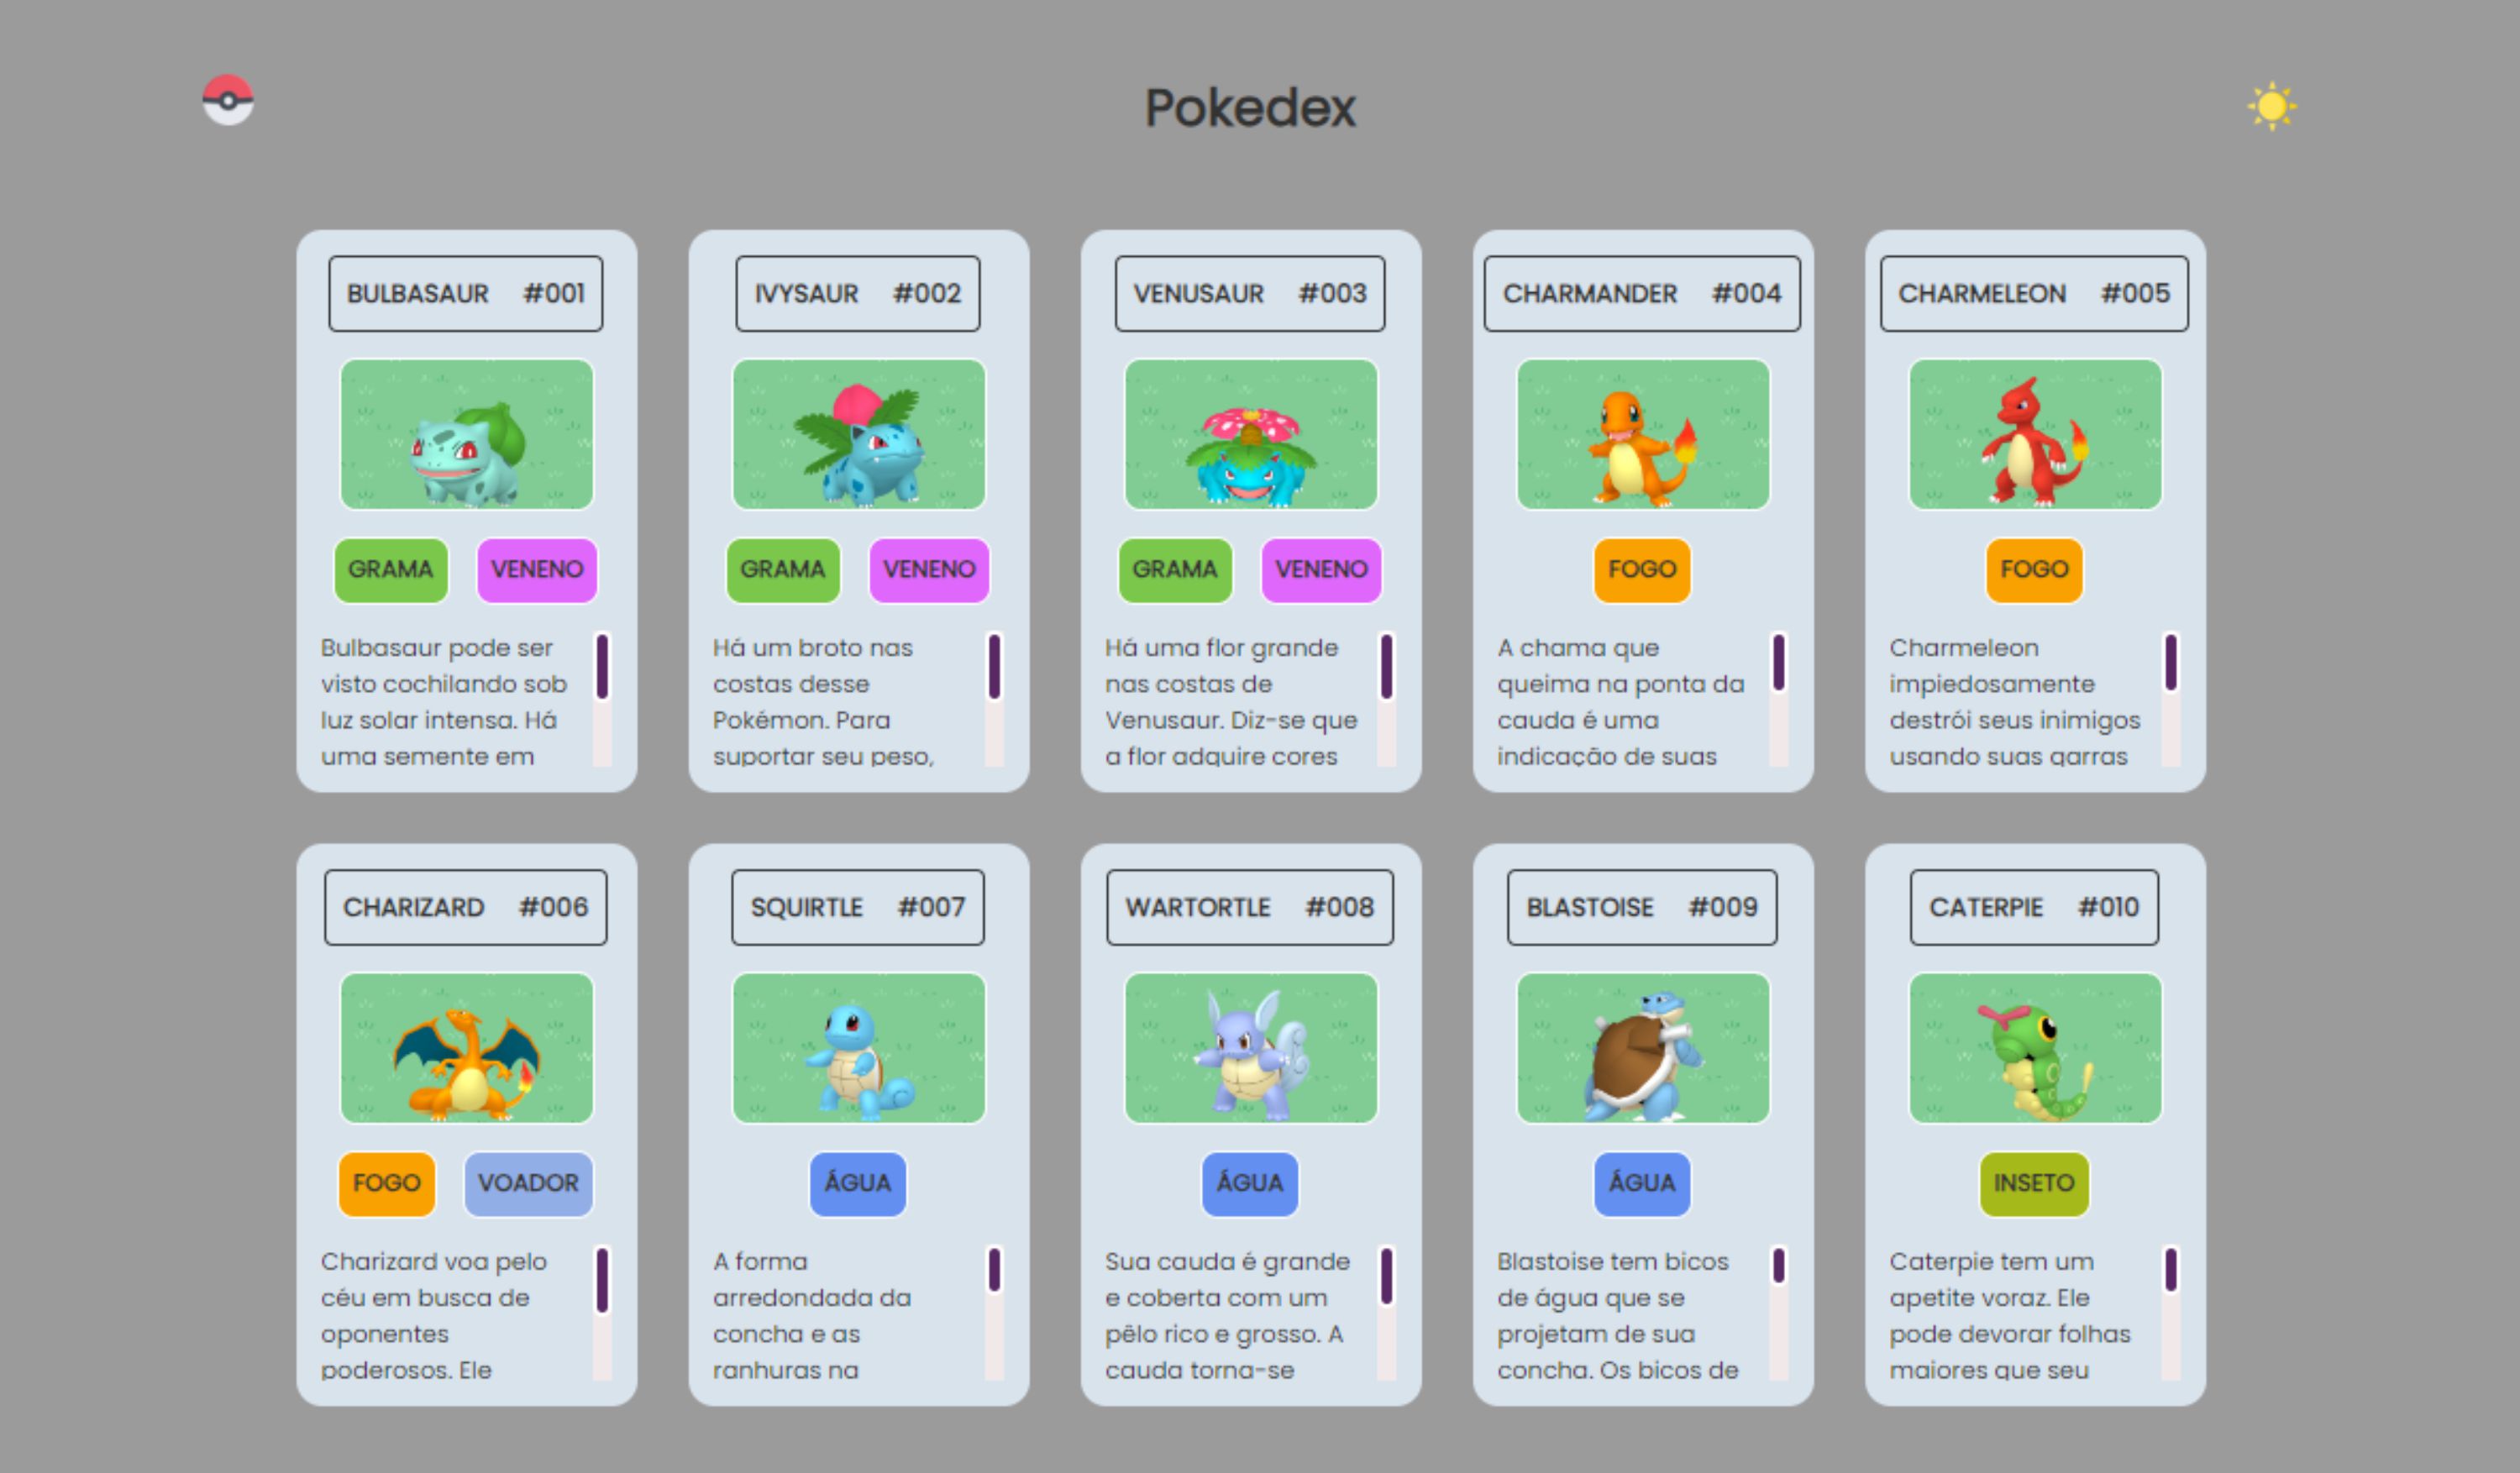 Pokedex
BULBASAUR #001
GRAMA VENENO
Bulbasaur pode ser
visto cochilando sob
luz solar intensa. Há
uma semente em
IVYSAUR #002
GRAMA VENENO
Há um broto nas
costas desse
Pokémon. Para
suportar seu peso,
VENUSAUR #003
GRAMA VENENO
Há uma flor grande
nas costas de
Venusaur. Diz-se que
a flor adquire cores
CHARMANDER #004
FOGO
A chama que
queima na ponta da
cauda é uma
indicação de suas
CHARMELEON #005
FOGO
Charmeleon
impiedosamente
destrói seus inimigos
usando suas garras
CHARIZARD #006
FOGO VOADOR
Charizard voa pelo
céu em busca de
oponentes
poderosos. Ele
SQUIRTLE #007
ÁGUA
A forma
arredondada da
concha e as
ranhuras na
WARTORTLE #008
ÁGUA
Sua cauda é grande
e coberta com um
pêlo rico e grosso. A
cauda torna-se
BLASTOISE #009
ÁGUA
Blastoise tem bicos
de água que se
projetam de sua
concha. Os bicos de
CATERPIE #010
INSETO
Caterpie tem um
apetite voraz. Ele
pode devorar folhas
maiores que seu